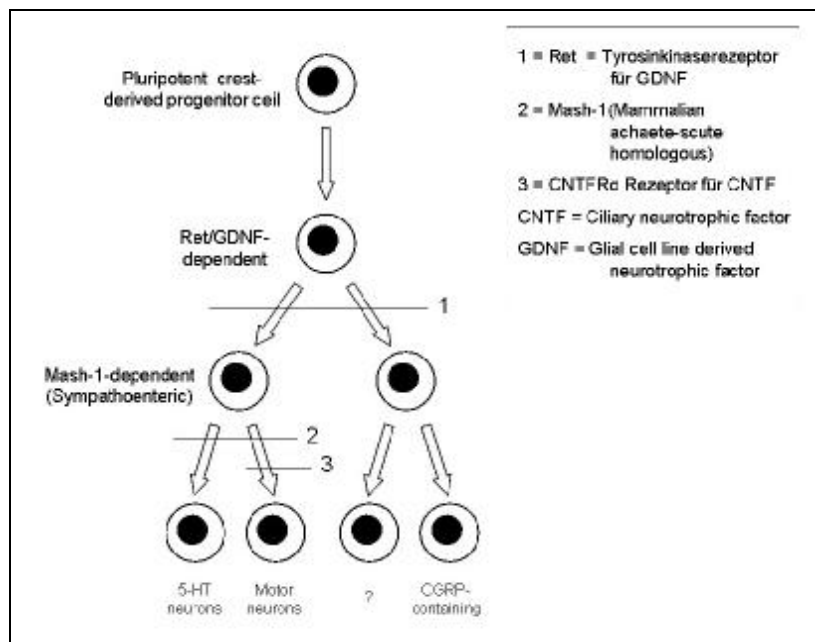 Pluripotent crest-
derived progenitor cell
Ret/GDNF-
dependent
1
Mash-1-dependent
(Sympathoenteric)
2
3
5-HT
neurons
Motor
neurons
?
CGRP-
containing
1 = Ret = Tyrosinkaserezeptor
für GDNF
2 = Mash-1(Mammalian
achaete-scute
homologous)
3 = CNTFRα Rezeptor für CNTF
CNTF = Ciliary neurotrophic factor
GDNF = Glial cell line derived
neurotrophic factor